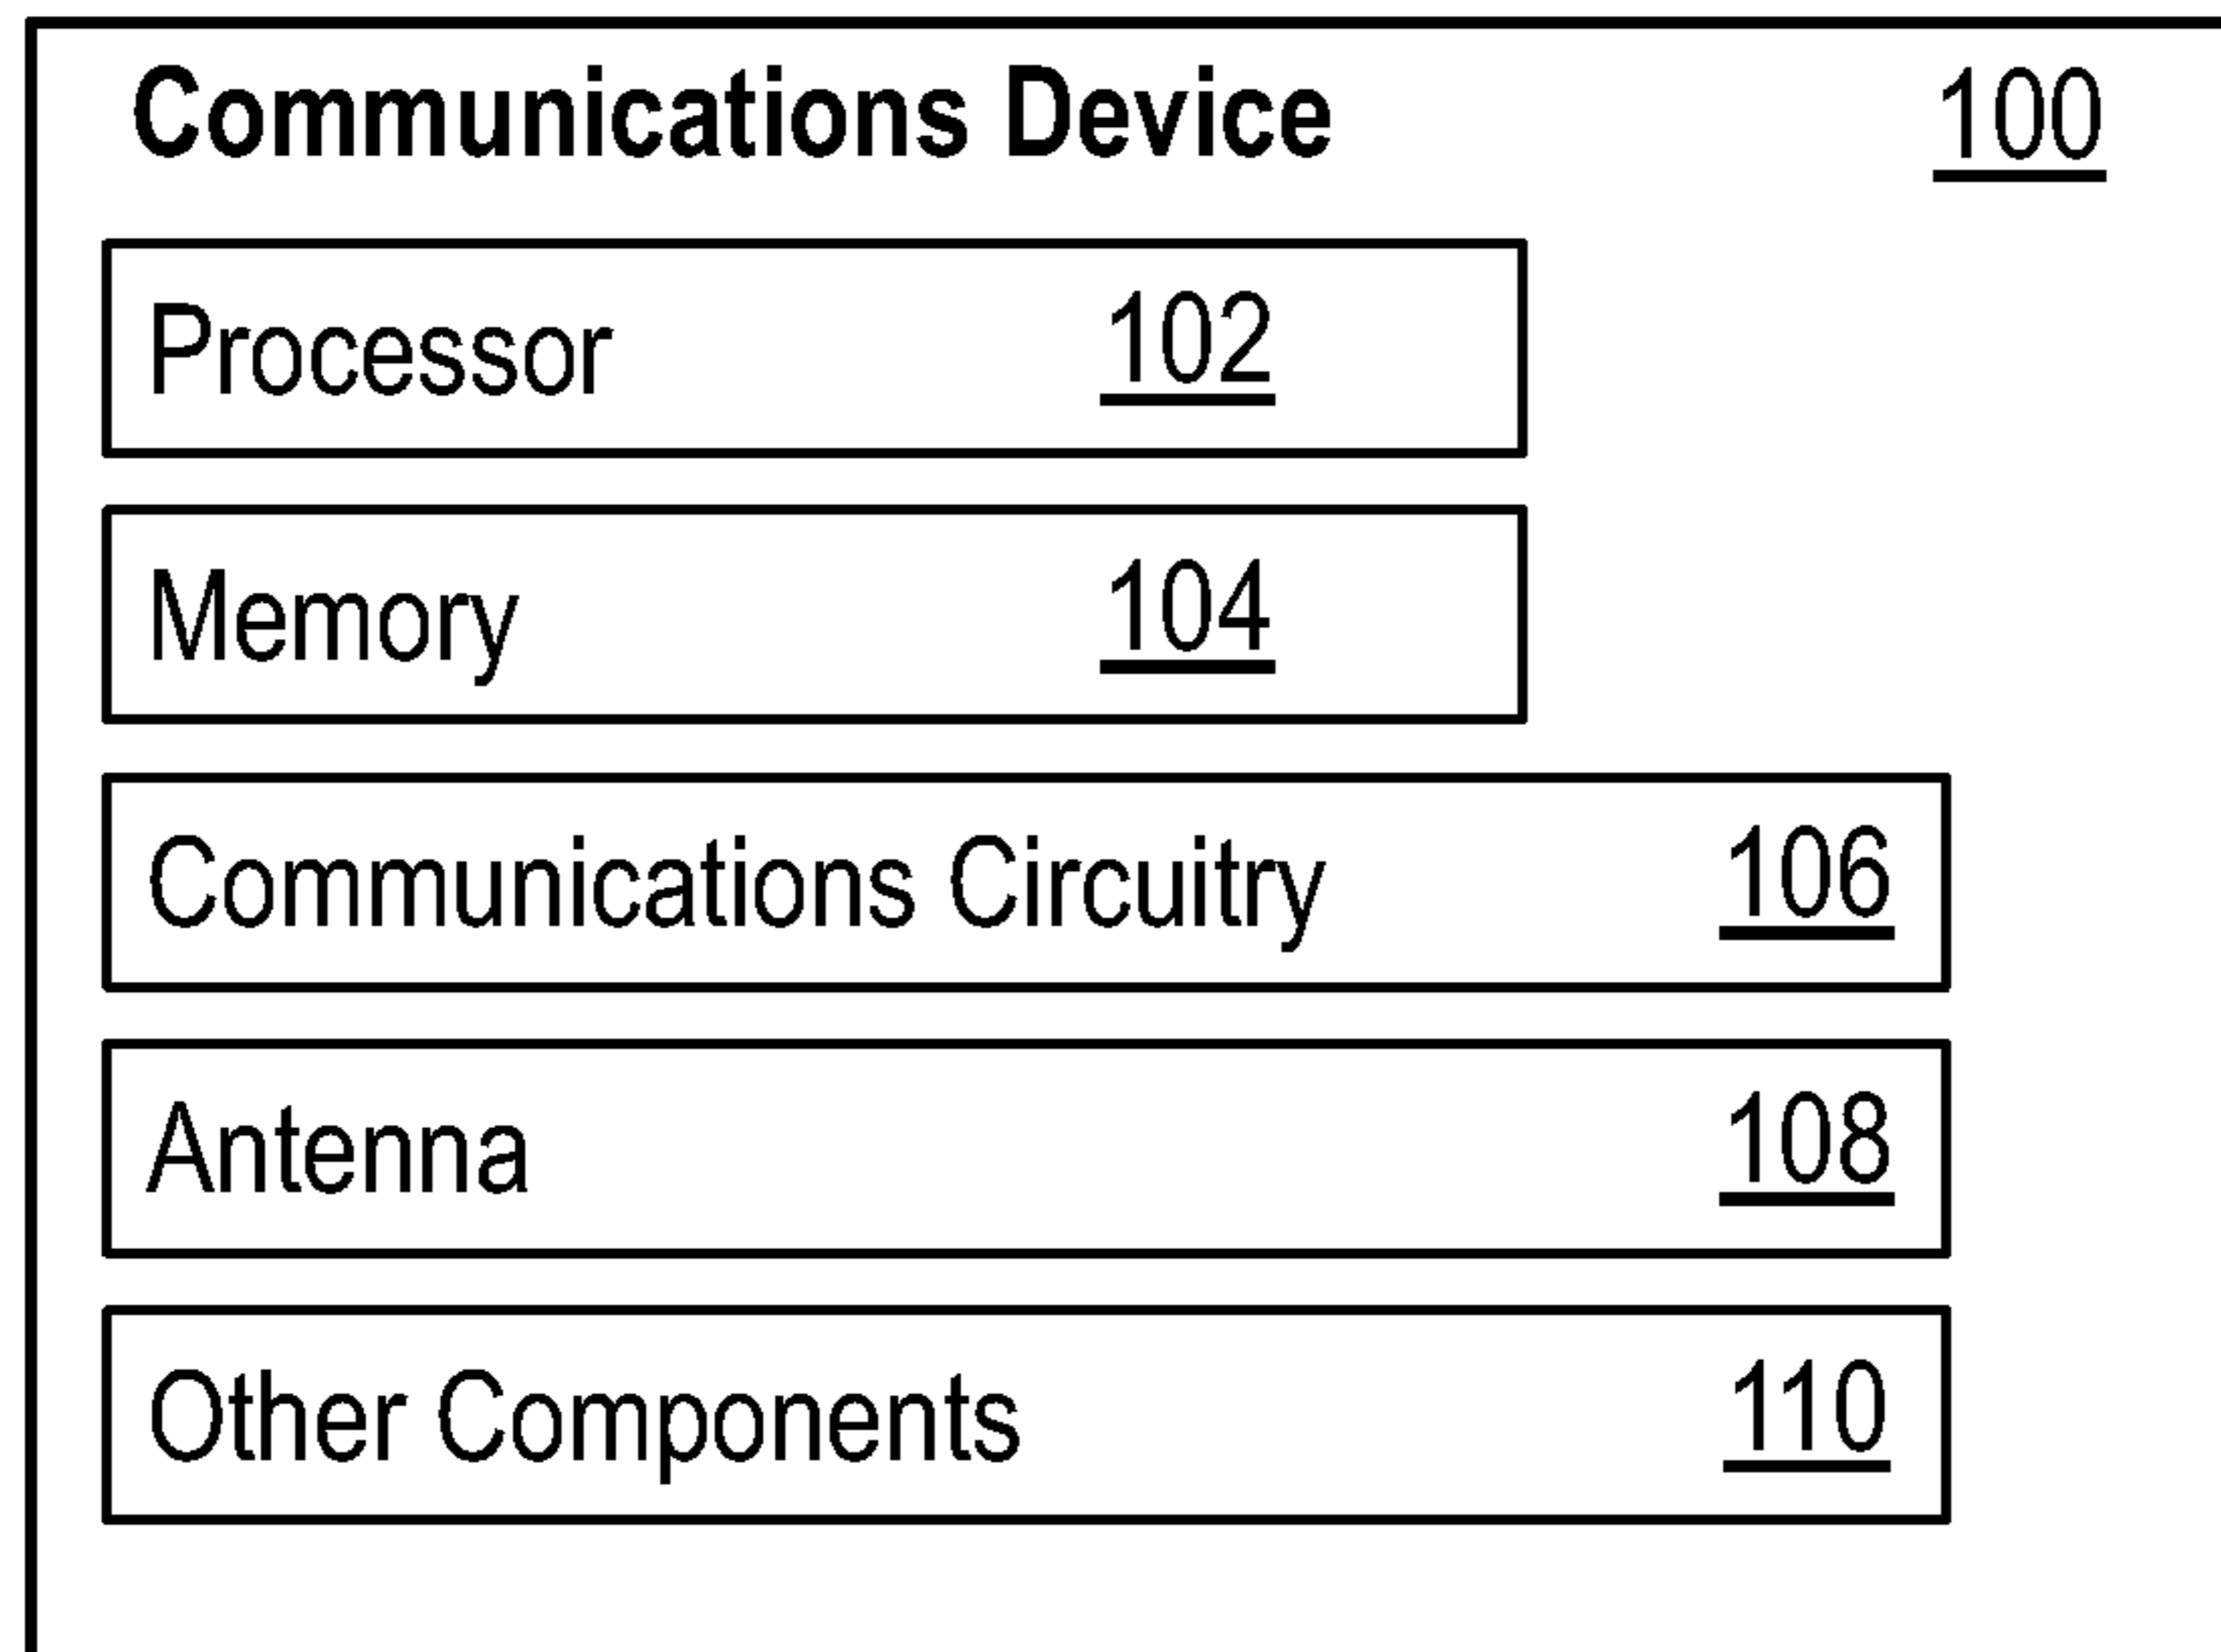 Communications Device 100
Processor 102
Memory 104
Communications Circuitry 106
Antenna 108
Other Components 110